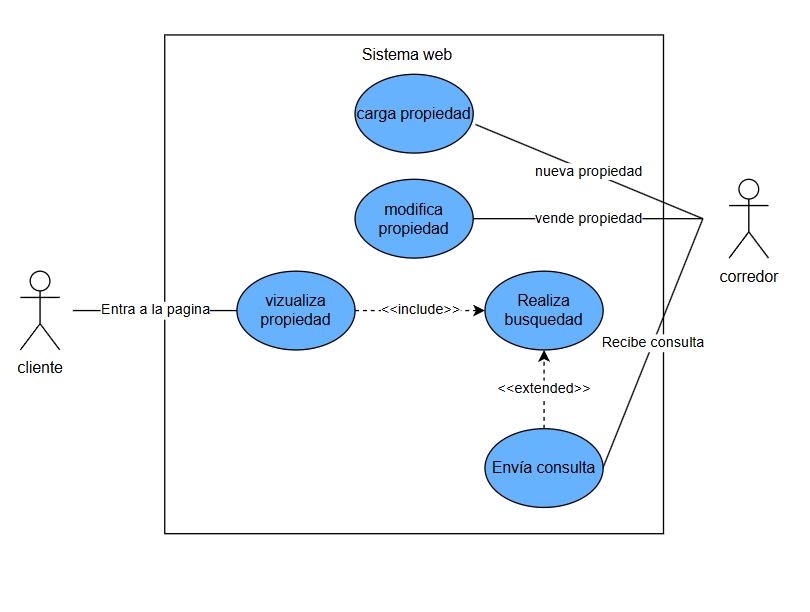 Sistema web
carga propiedad
nueva propiedad
modifica
propiedad
vende propiedad
corredor
vizualiza
propiedad
Entra a la pagina
<<include>>
Realiza
busquedad
Recibe consulta
cliente
<<extended>>
Envía consulta